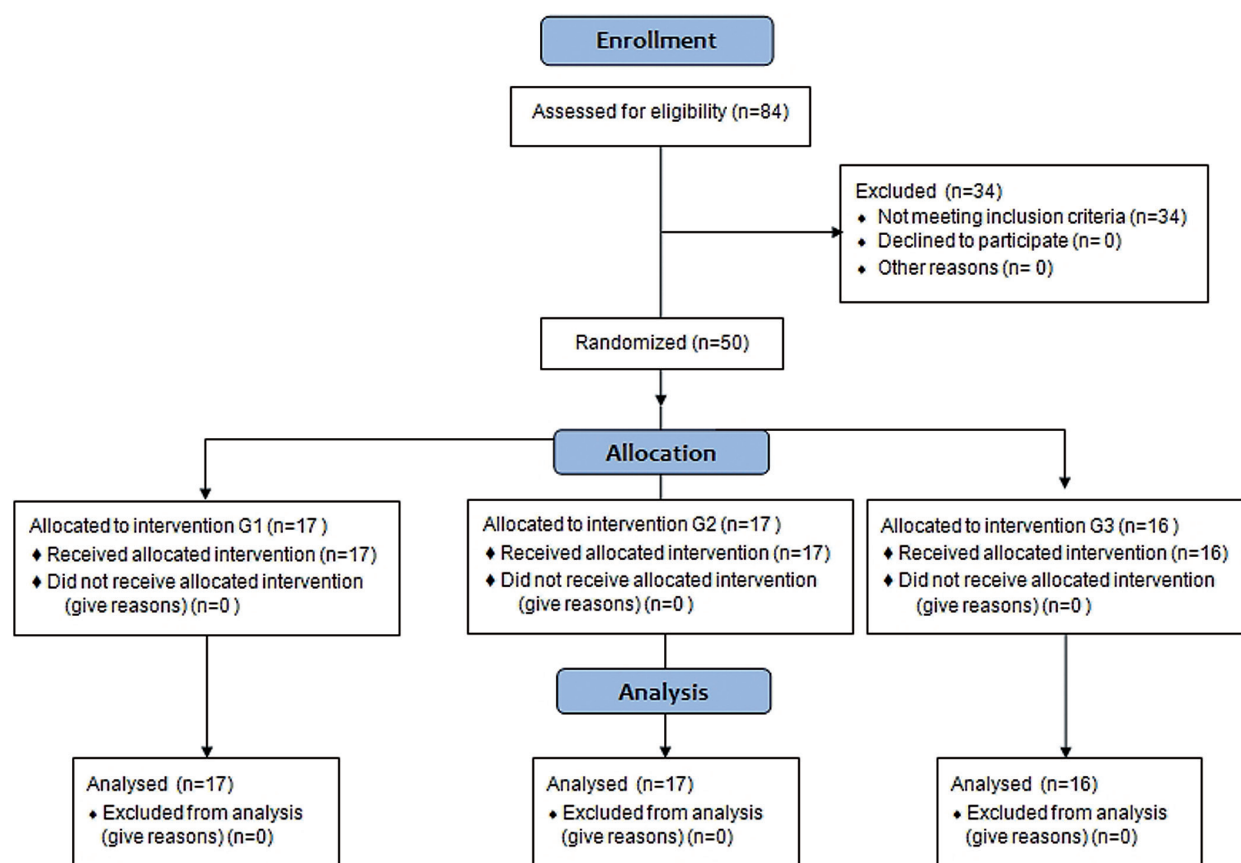 Enrollment
Assessed for eligibility (n=84)
Excluded (n=34)
⬥ Not meeting inclusion criteria (n=34)
⬥ Declined to participate (n= 0)
⬥ Other reasons (n= 0)
Randomized (n=50)
Allocation
Allocated to intervention G1 (n=17 )
♦ Received allocated intervention (n=17)
♦ Did not receive allocated intervention
(give reasons) (n=0 )
Allocated to intervention G2 (n=17 )
♦ Received allocated intervention (n=17)
♦ Did not receive allocated intervention
(give reasons) (n=0 )
Allocated to intervention G3 (n=16 )
♦ Received allocated intervention (n=16)
♦ Did not receive allocated intervention
(give reasons) (n=0 )
Analysis
Analysed (n=17)
⬥ Excluded from analysis
(give reasons) (n=0)
Analysed (n=17)
⬥ Excluded from analysis
(give reasons) (n=0)
Analysed (n=16)
⬥ Excluded from analysis
(give reasons) (n=0)